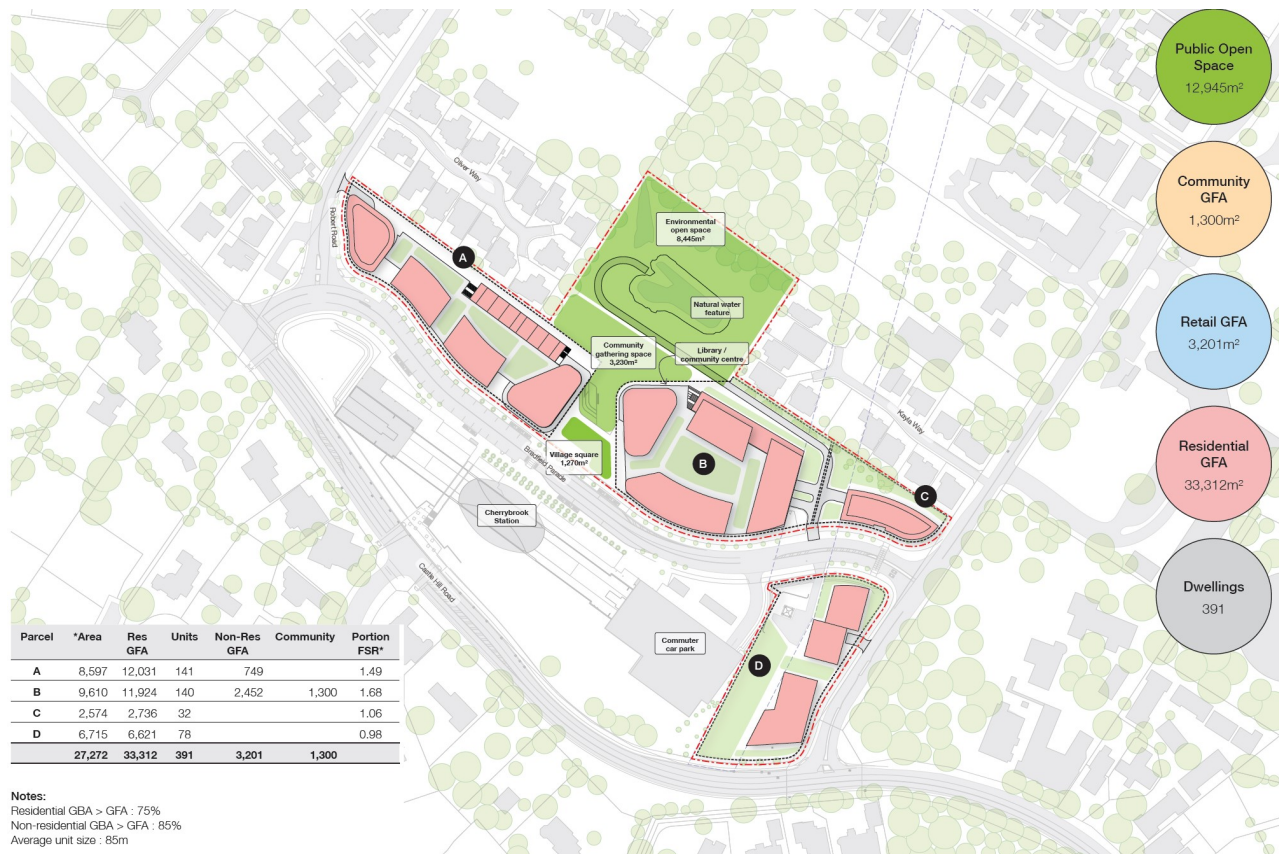 Public Open
Space
12,945m²
Community
GFA
1,300m²
Retail GFA
3,201m²
Residential
GFA
33,312m²
Dwellings
391
Robert Road
Oliver Way
A
Environmental
open space
8,445m²
Natural water
feature
Community
gathering space
3,230m²
Library /
community centre
Kayla Way
Village square
1,270m²
Bradfield Parade
B
C
Cherrybrook
Station
Castle Hill Road
Commuter
car park
D
Parcel *Area Res GFA Units Non-Res GFA Community Portion FSR*
A 8,597 12,031 141 749 1.49
B 9,610 11,924 140 2,452 1,300 1.68
C 2,574 2,736 32 1.06
D 6,715 6,621 78 0.98
27,272 33,312 391 3,201 1,300
Notes:
Residential GBA > GFA : 75%
Non-residential GBA > GFA : 85%
Average unit size : 85m